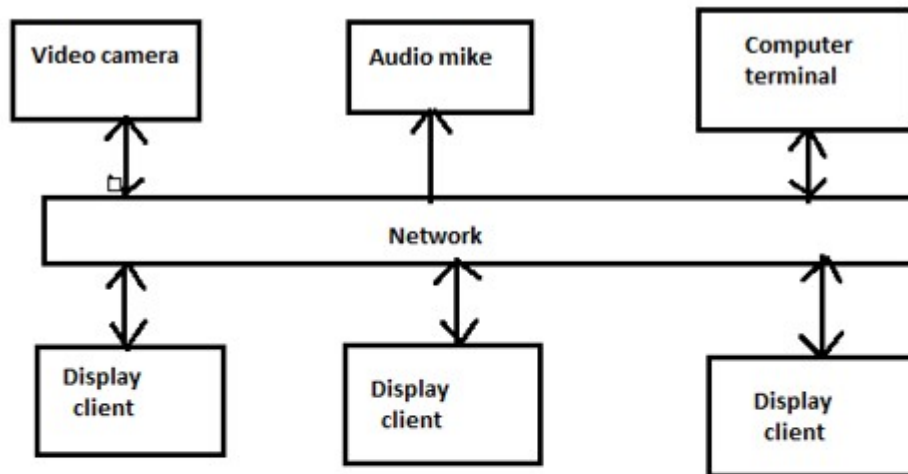 Video camera
Audio mike
Computer
terminal
Network
Display
client
Display
client
Display
client